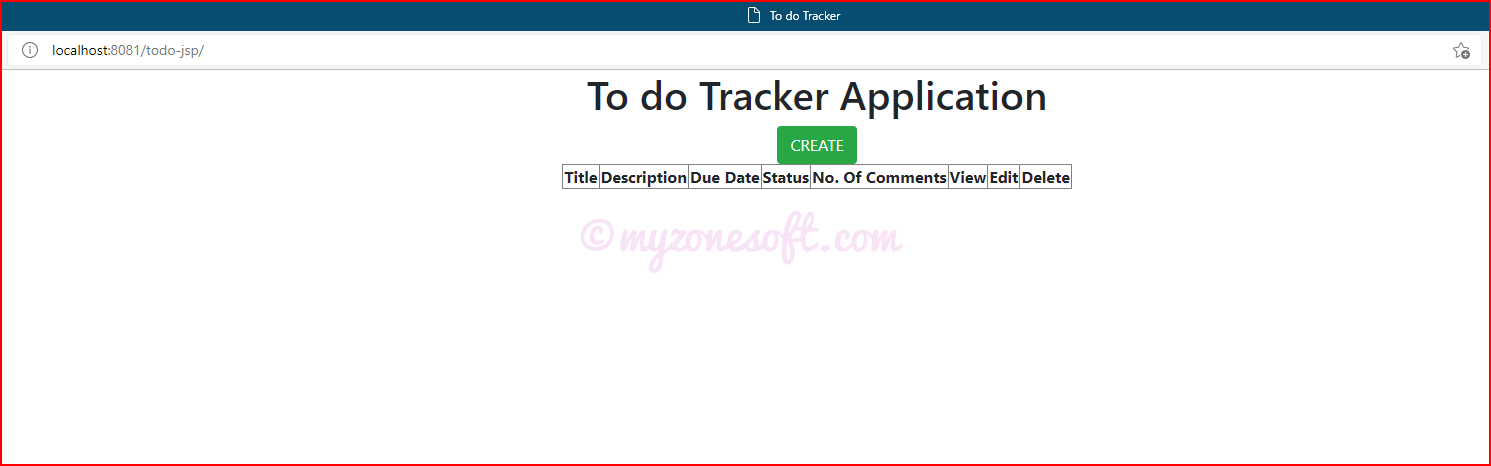 To do Tracker
localhost:8081/todo-jsp/
To do Tracker Application
CREATE
Title Description Due Date Status No. Of Comments View Edit Delete
©myzonesoft.com